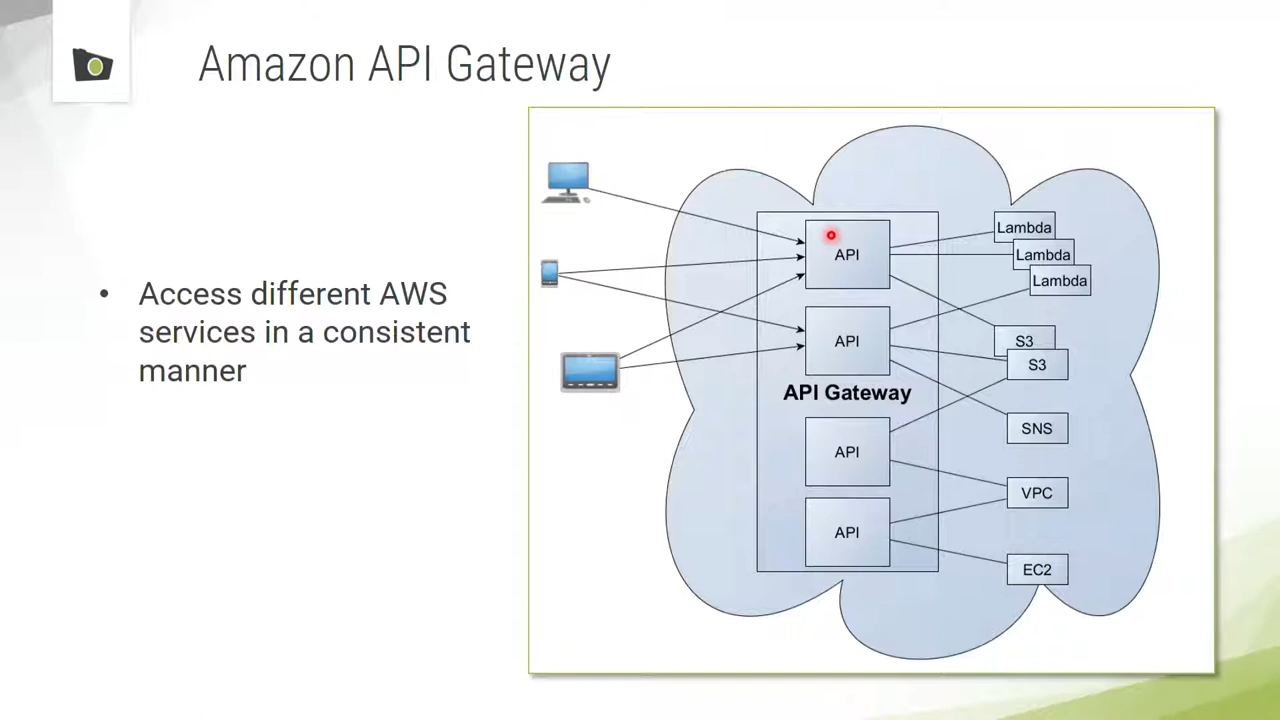 Amazon API Gateway
• Access different AWS
services in a consistent
manner
API
API
API Gateway
API
API
Lambda
Lambda
Lambda
S3
S3
SNS
VPC
EC2